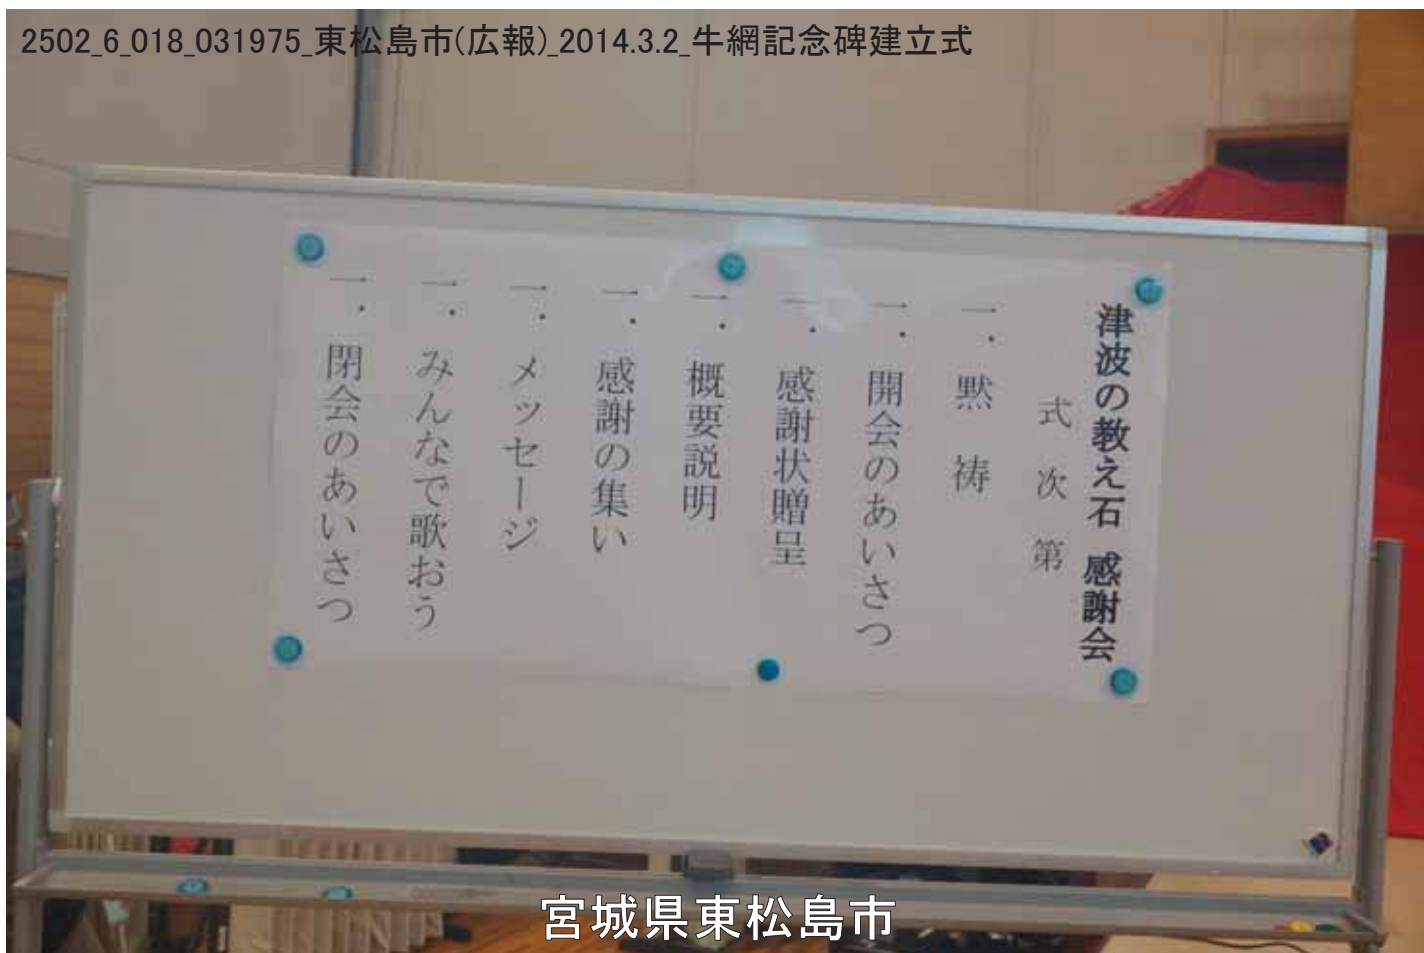 2502_6_018_031975_東松島市(広報)_2014.3.2_牛網記念碑建立式
津波の教え石 感謝会
式次第
一．黙祷
一．開会のあいさつ
一．感謝状贈呈
一．概要説明
一．感謝の集い
一．メッセージ
一．みんなで歌おう
一．閉会のあいさつ
宮城県東松島市